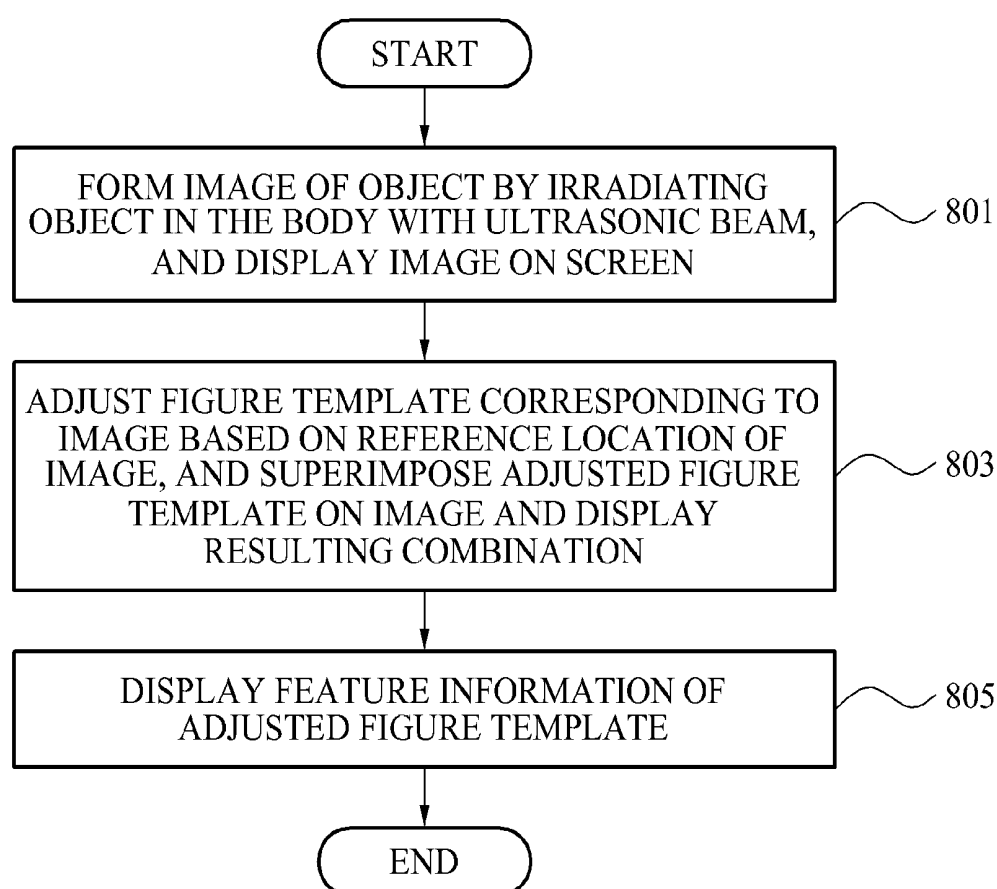 START
FORM IMAGE OF OBJECT BY IRRADIATING
OBJECT IN THE BODY WITH ULTRASONIC BEAM,
AND DISPLAY IMAGE ON SCREEN
801
ADJUST FIGURE TEMPLATE CORRESPONDING TO
IMAGE BASED ON REFERENCE LOCATION OF
IMAGE, AND SUPERIMPOSE ADJUSTED FIGURE
TEMPLATE ON IMAGE AND DISPLAY
RESULTING COMBINATION
803
DISPLAY FEATURE INFORMATION OF
ADJUSTED FIGURE TEMPLATE
805
END